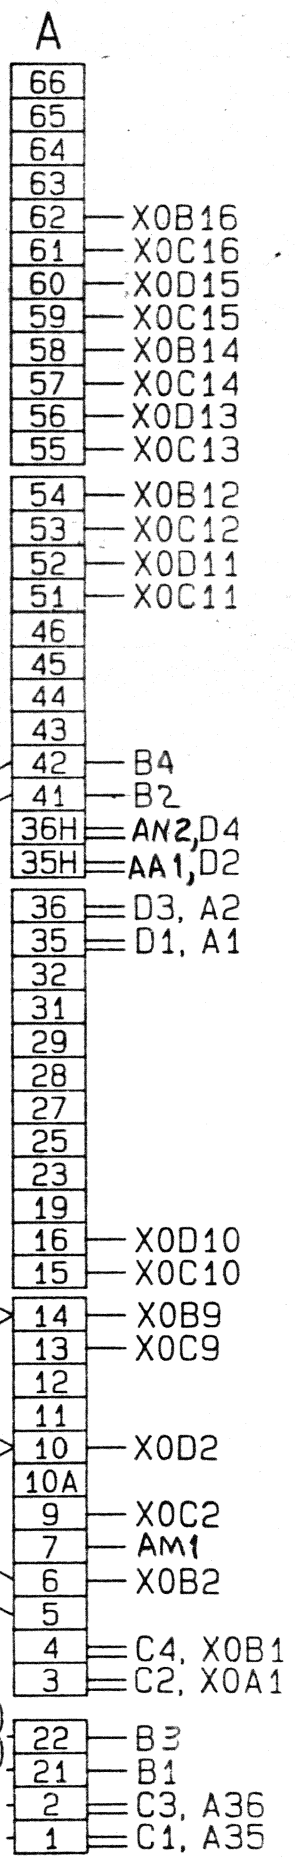 A
66
65
64
63
62 X0B16
61 X0C16
60 X0D15
59 X0C15
58 X0B14
57 X0C14
56 X0D13
55 X0C13
54 X0B12
53 X0C12
52 X0D11
51 X0C11
46
45
44
43
42 B4
41 B2
36H AN2,D4
35H AA1,D2
36 D3, A2
35 D1, A1
32
31
29
28
27
25
23
19
16 X0D10
15 X0C10
14 X0B9
13 X0C9
12
11
10 X0D2
10A
9 X0C2
7 AM1
6 X0B2
5
4 C4, X0B1
3 C2, X0A1
22 B3
21 B1
2 C3, A36
1 C1, A35